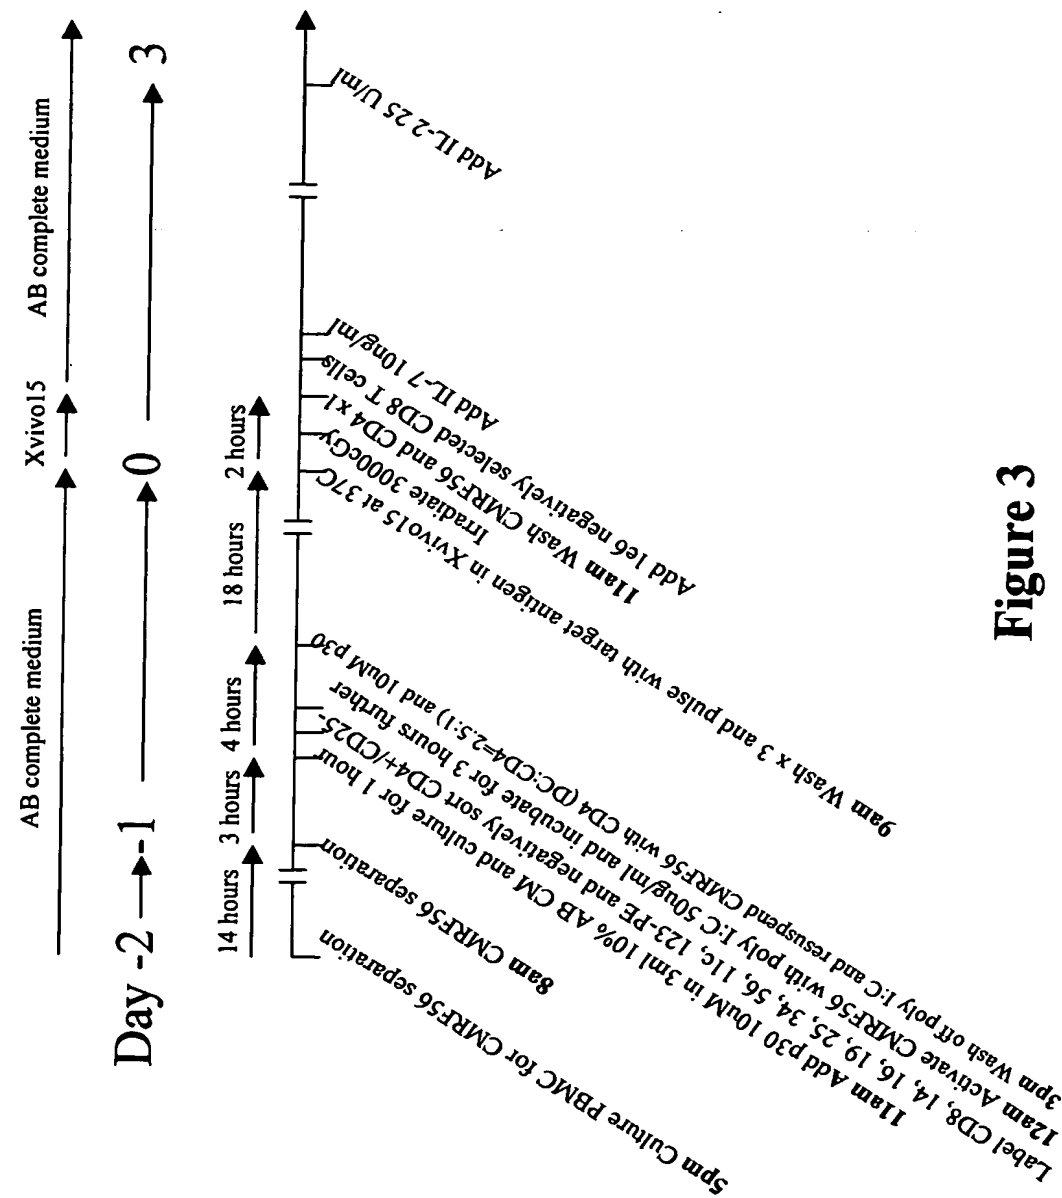 AB complete medium
Xvivo15
AB complete medium
Day -2
-1
0
3
14 hours
3 hours
4 hours
18 hours
2 hours
5pm Culture PBMC for CMRF56 separation
8am CMRF56 separation
11am Add p30 10uM in 3ml 10% AB CM and culture for 1 hour
Label CD8, 14, 16, 19, 25, 34, 56, 11c, 123-PE and negatively sort CD4+/CD25-
12am Activate CMRF56 with poly I:C 50ug/ml and incubate for 3 hours further
3pm Wash off poly I:C and resuspend CMRF56 with CD4 (DC:CD4=2.5:1) and 10uM p30
9am Wash x 3 and pulse with target antigen in Xvivo15 at 37C
Irradiate 3000cGy
11am Wash CMRF56 and CD4 x1
Add 1e6 negatively selected CD8 T cells
Add IL-7 10ng/ml
Add IL-2 25 U/ml
Figure 3